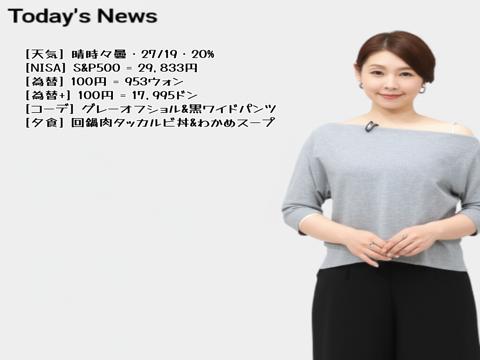 Today's News
[天気] 晴時々曇・27/19・20%
[NISA] S&P500 = 29,833円
[為替] 100円 = 953ウォン
[為替+] 100円 = 17,995ドン
[コーデ] グレーオフショル&黒ワイドパンツ
[夕食] 回鍋肉タッカルビ丼&わかめスープ